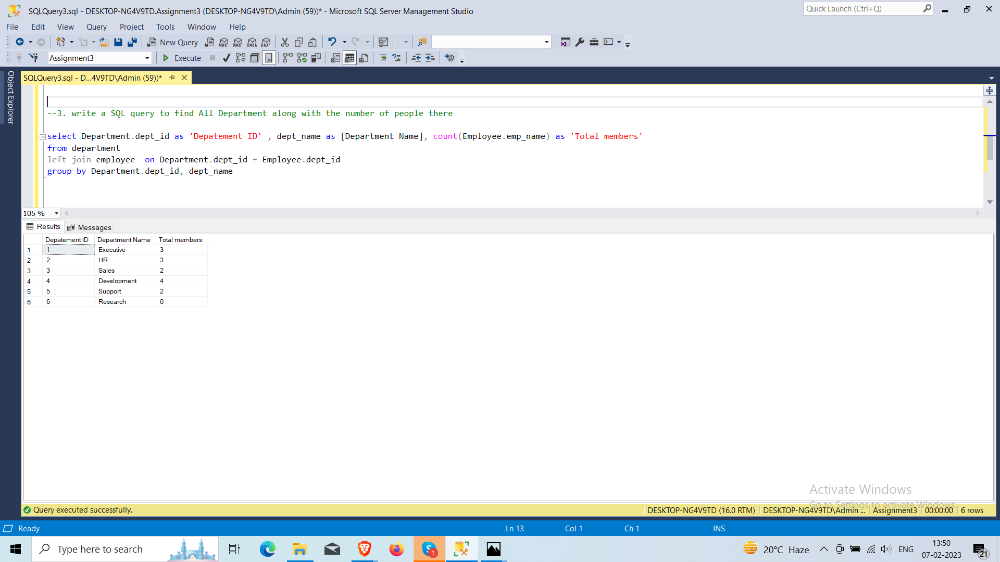 SQLQuery3.sql - DESKTOP-NG4V9TD.Assignment3 (DESKTOP-NG4V9TD\Admin (59))* - Microsoft SQL Server Management Studio
Quick Launch (Ctrl+Q)
File Edit View Query Project Tools Window Help
New Query MDX DMX XMLA DAX
Assignment3 Execute
Object Explorer
SQLQuery3.sql - D...4V9TD\Admin (59))*
--3. write a SQL query to find All Department along with the number of people there
select Department.dept_id as 'Depatement ID' , dept_name as [Department Name], count(Employee.emp_name) as 'Total members'
from department
left join employee  on Department.dept_id = Employee.dept_id
group by Department.dept_id, dept_name
105 %
Results Messages
Depatement ID Department Name Total members
1 1 Executive 3
2 2 HR 3
3 3 Sales 2
4 4 Development 4
5 5 Support 2
6 6 Research 0
Activate Windows
Go to Settings to activate Windows.
Query executed successfully. DESKTOP-NG4V9TD (16.0 RTM) DESKTOP-NG4V9TD\Admin ... Assignment3 00:00:00 6 rows
Ready Ln 13 Col 1 Ch 1 INS
Type here to search 1 20°C Haze ENG 13:50
07-02-2023 21